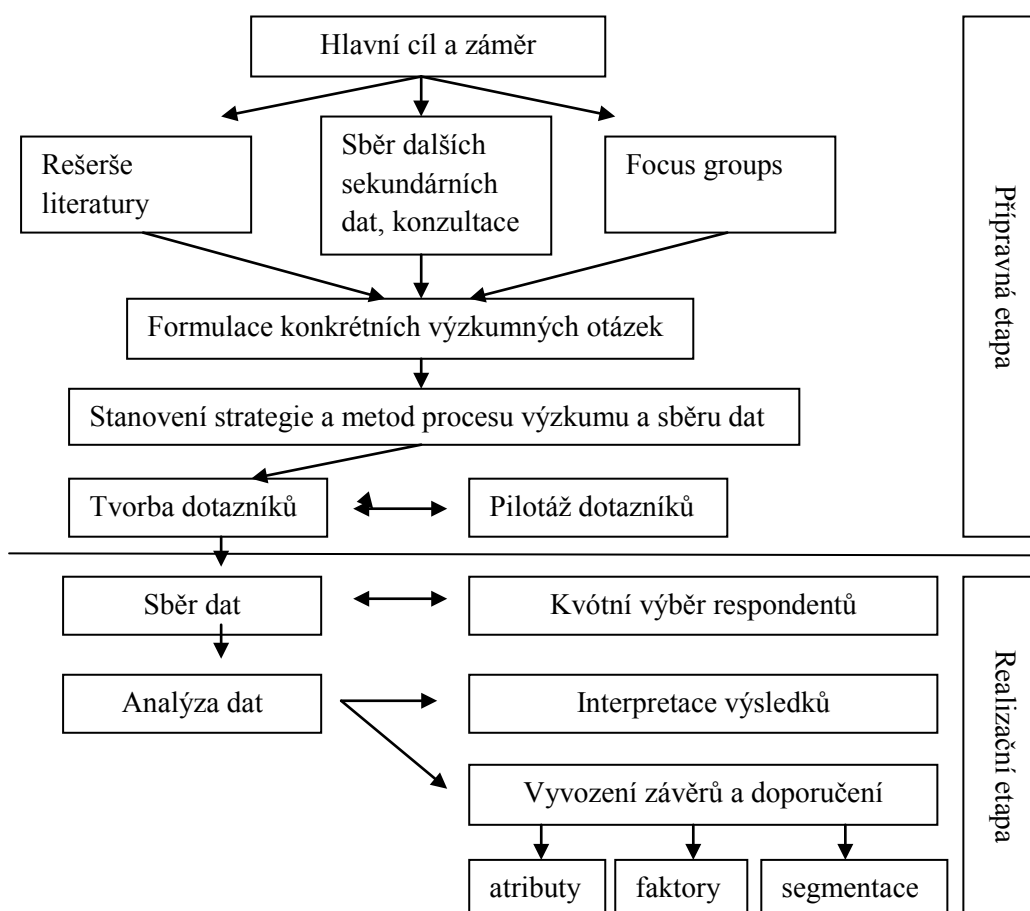 Hlavní cíl a záměr
Rešerše
literatury
Sběr dalších
sekundárních
dat, konzultace
Focus groups
Formulace konkrétních výzkumných otázek
Stanovení strategie a metod procesu výzkumu a sběru dat
Tvorba dotazníků
Pilotáž dotazníků
Přípravná etapa
Sběr dat
Kvótní výběr respondentů
Analýza dat
Interpretace výsledků
Vyvození závěrů a doporučení
atributy
faktory
segmentace
Realizační etapa